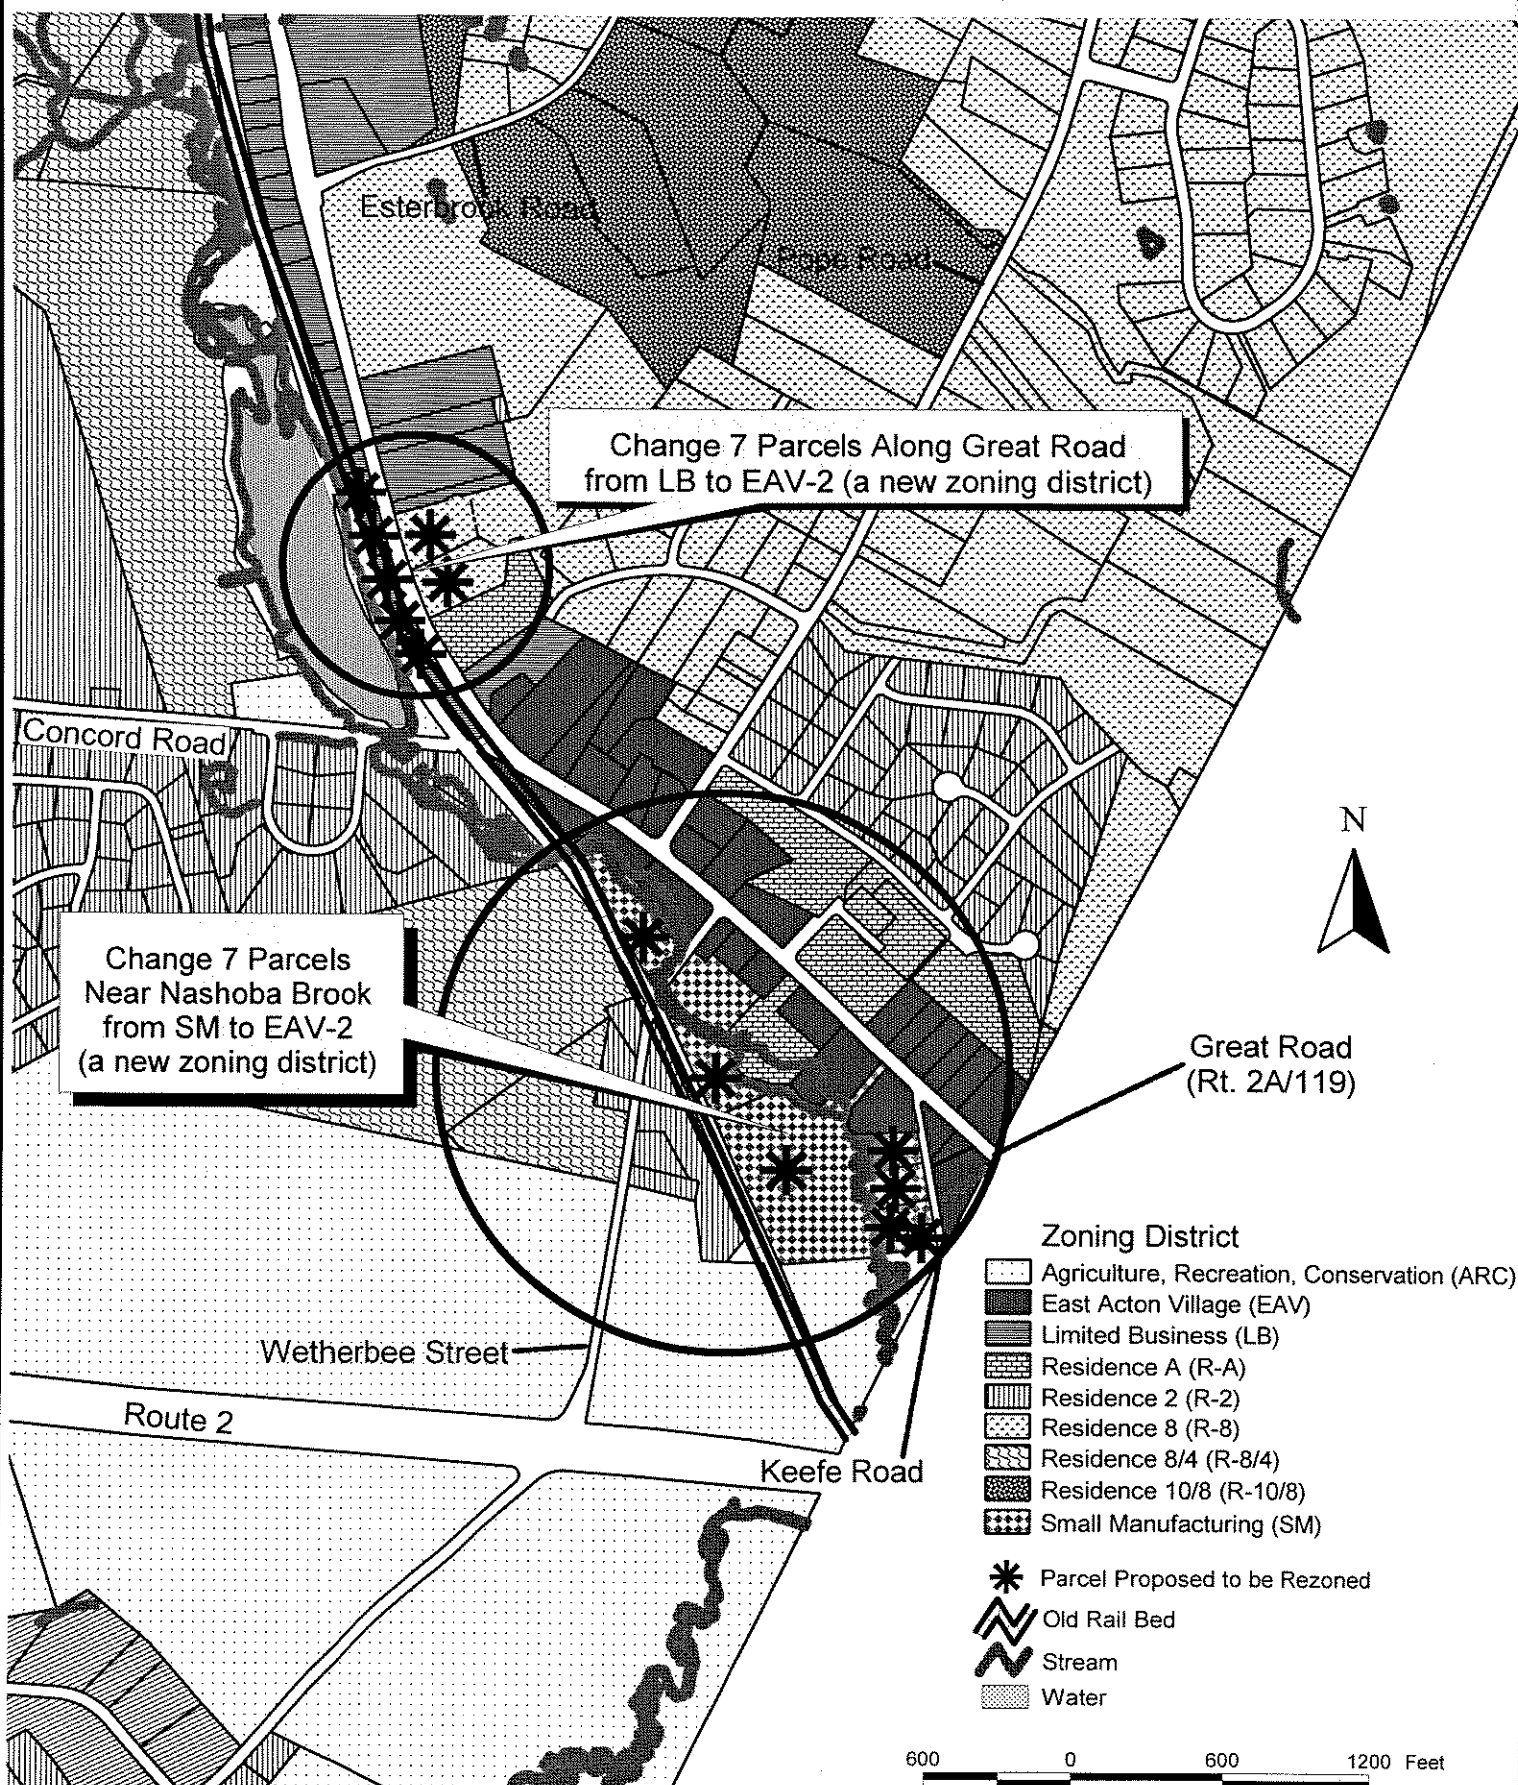 Esterbrook Road
Pope Road
Change 7 Parcels Along Great Road
from LB to EAV-2 (a new zoning district)
Concord Road
N
Change 7 Parcels
Near Nashoba Brook
from SM to EAV-2
(a new zoning district)
Great Road
(Rt. 2A/119)
Wetherbee Street
Route 2
Keefe Road
Zoning District
Agriculture, Recreation, Conservation (ARC)
East Acton Village (EAV)
Limited Business (LB)
Residence A (R-A)
Residence 2 (R-2)
Residence 8 (R-8)
Residence 8/4 (R-8/4)
Residence 10/8 (R-10/8)
Small Manufacturing (SM)
Parcel Proposed to be Rezoned
Old Rail Bed
Stream
Water
600 0 600 1200 Feet